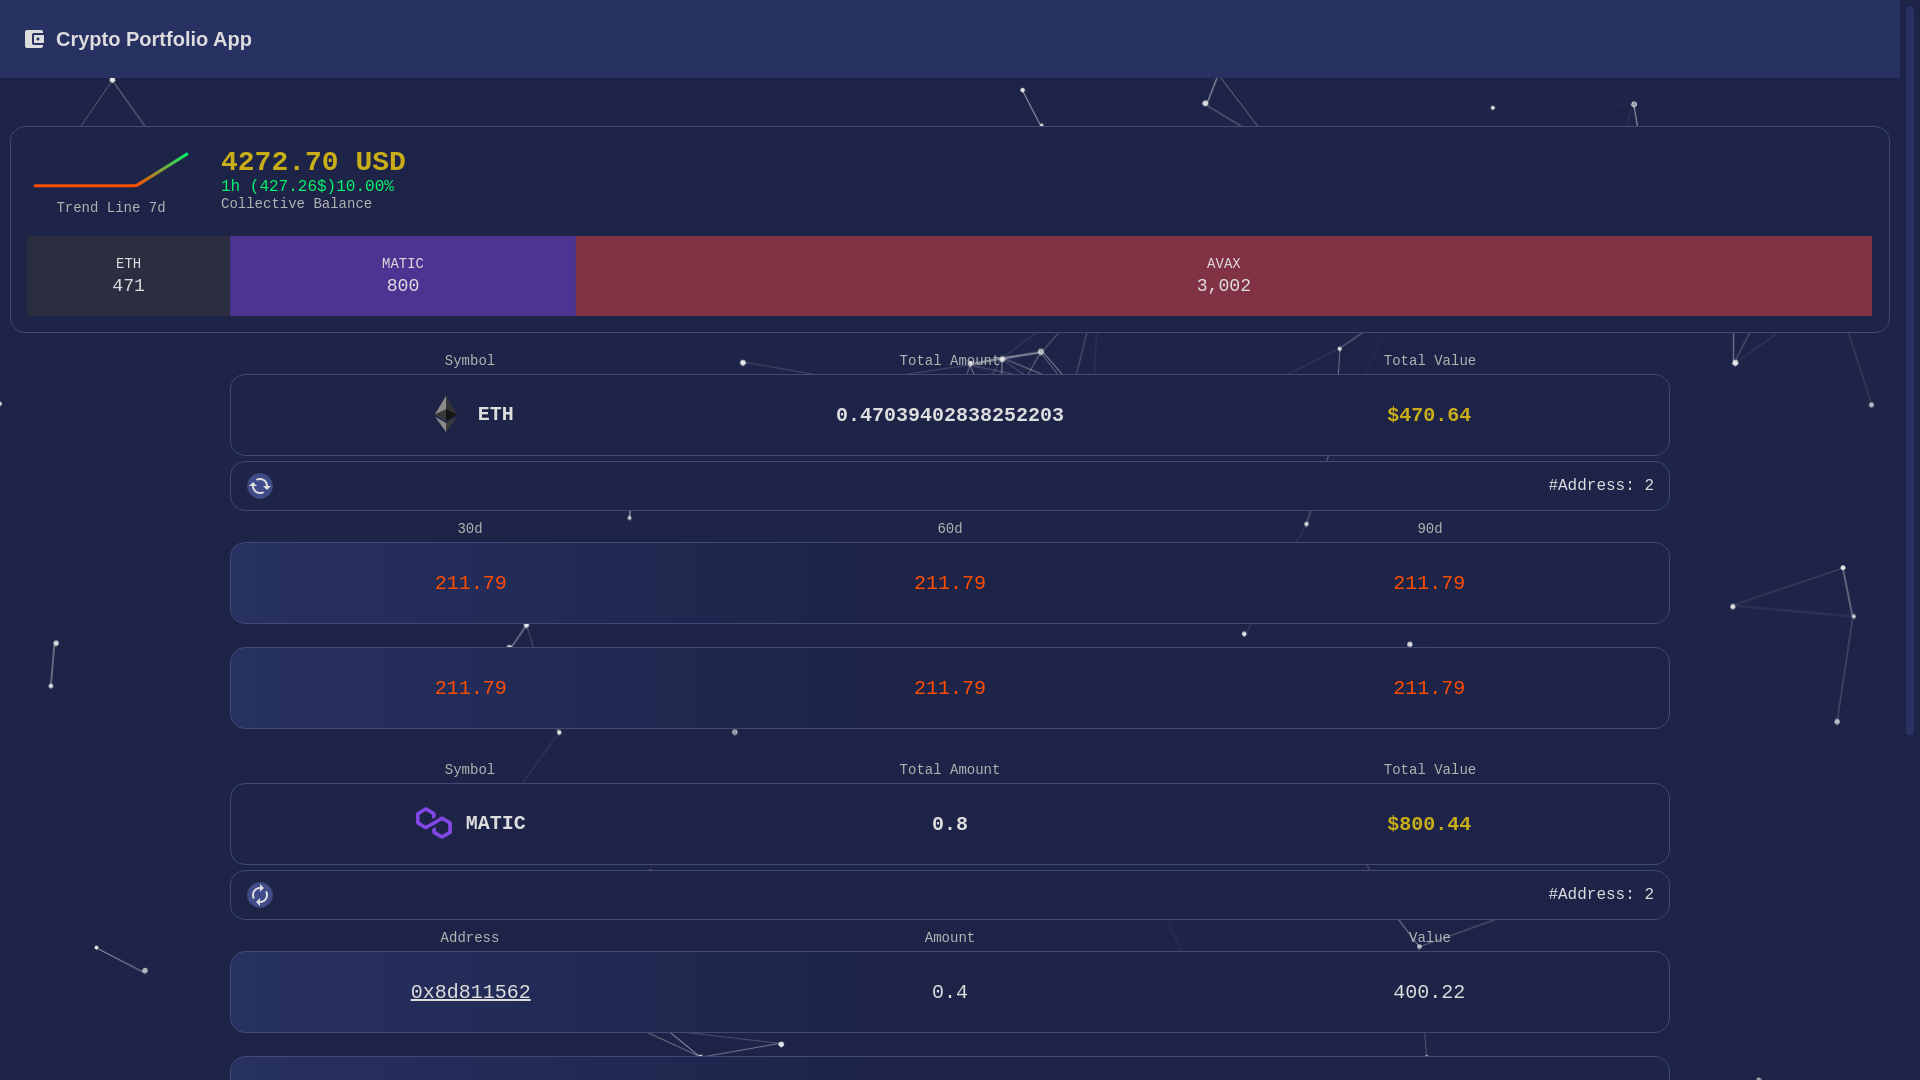 Crypto Portfolio App
4272.70 USD
1h (427.26$)10.00%
Collective Balance
Trend Line 7d
ETH MATIC AVAX
471 800 3,002
Symbol Total Amount Total Value
ETH 0.47039402838252203 $470.64
#Address: 2
30d 60d 90d
211.79 211.79 211.79
211.79 211.79 211.79
Symbol Total Amount Total Value
MATIC 0.8 $800.44
#Address: 2
Address Amount Value
0x8d811562 0.4 400.22